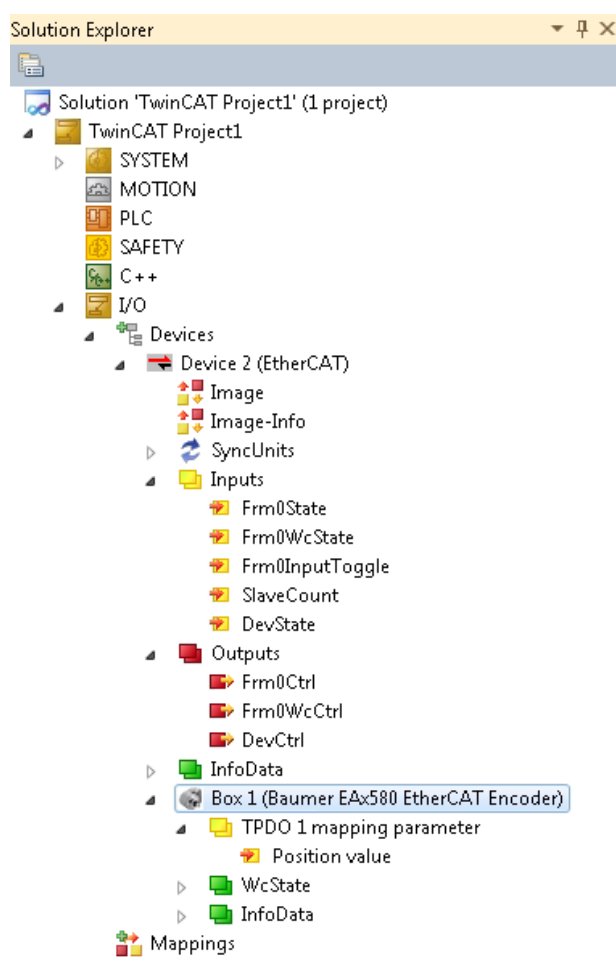 Solution Explorer
Solution 'TwinCAT Project1' (1 project)
TwinCAT Project1
SYSTEM
MOTION
PLC
SAFETY
C++
I/O
Devices
Device 2 (EtherCAT)
Image
Image-Info
SyncUnits
Inputs
Frm0State
Frm0WcState
Frm0InputToggle
SlaveCount
DevState
Outputs
Frm0Ctrl
Frm0WcCtrl
DevCtrl
InfoData
Box 1 (Baumer EAx580 EtherCAT Encoder)
TPDO 1 mapping parameter
Position value
WcState
InfoData
Mappings